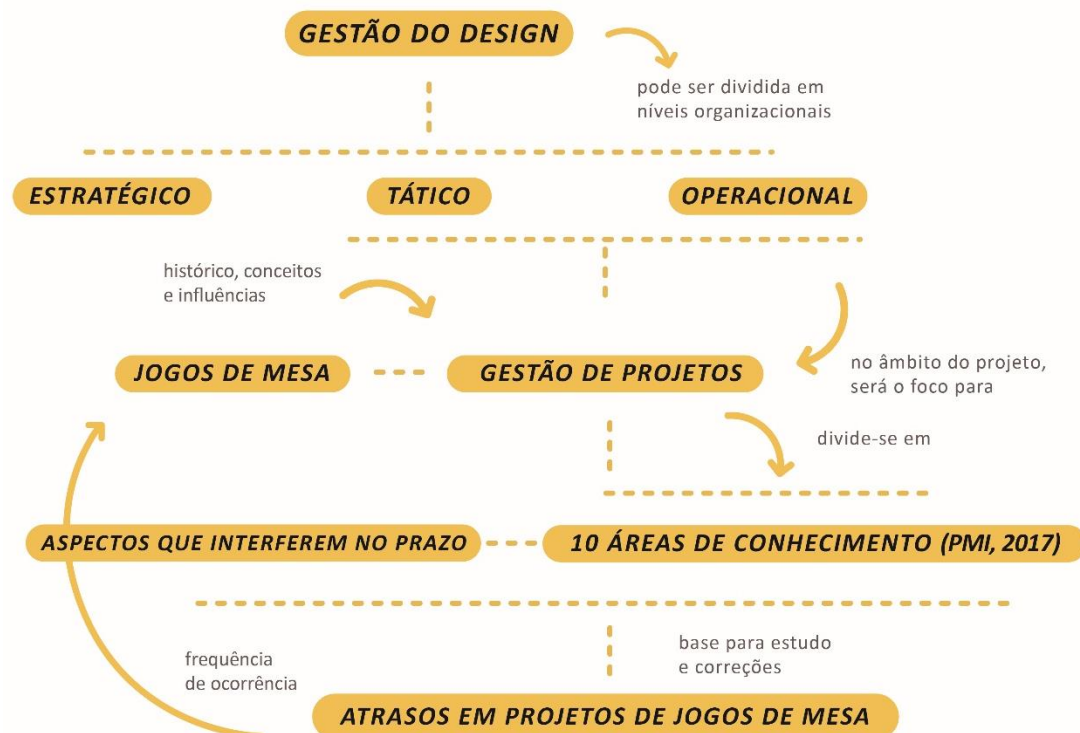 GESTÃO DO DESIGN
pode ser dividida em
níveis organizacionais
ESTRATÉGICO
TÁTICO
OPERACIONAL
histórico, conceitos
e influências
JOGOS DE MESA
GESTÃO DE PROJETOS
no âmbito do projeto,
será o foco para
divide-se em
ASPECTOS QUE INTERFEREM NO PRAZO
10 ÁREAS DE CONHECIMENTO (PMI, 2017)
frequência
de ocorrência
base para estudo
e correções
ATRASOS EM PROJETOS DE JOGOS DE MESA